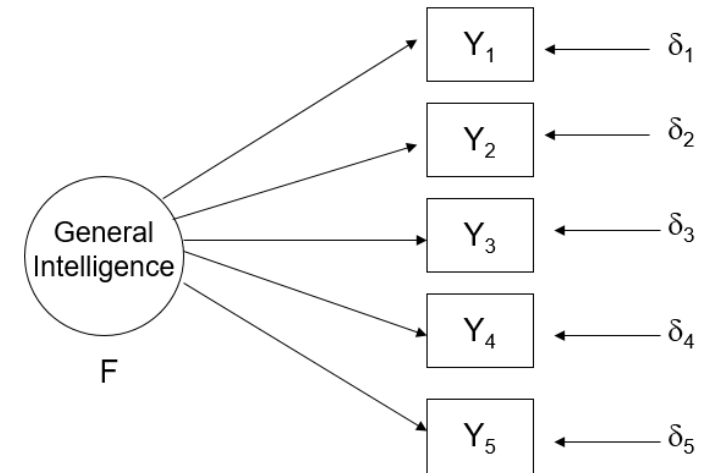 Y₁ δ₁
Y₂ δ₂
General
Intelligence
Y₃ δ₃
Y₄ δ₄
F
Y₅ δ₅